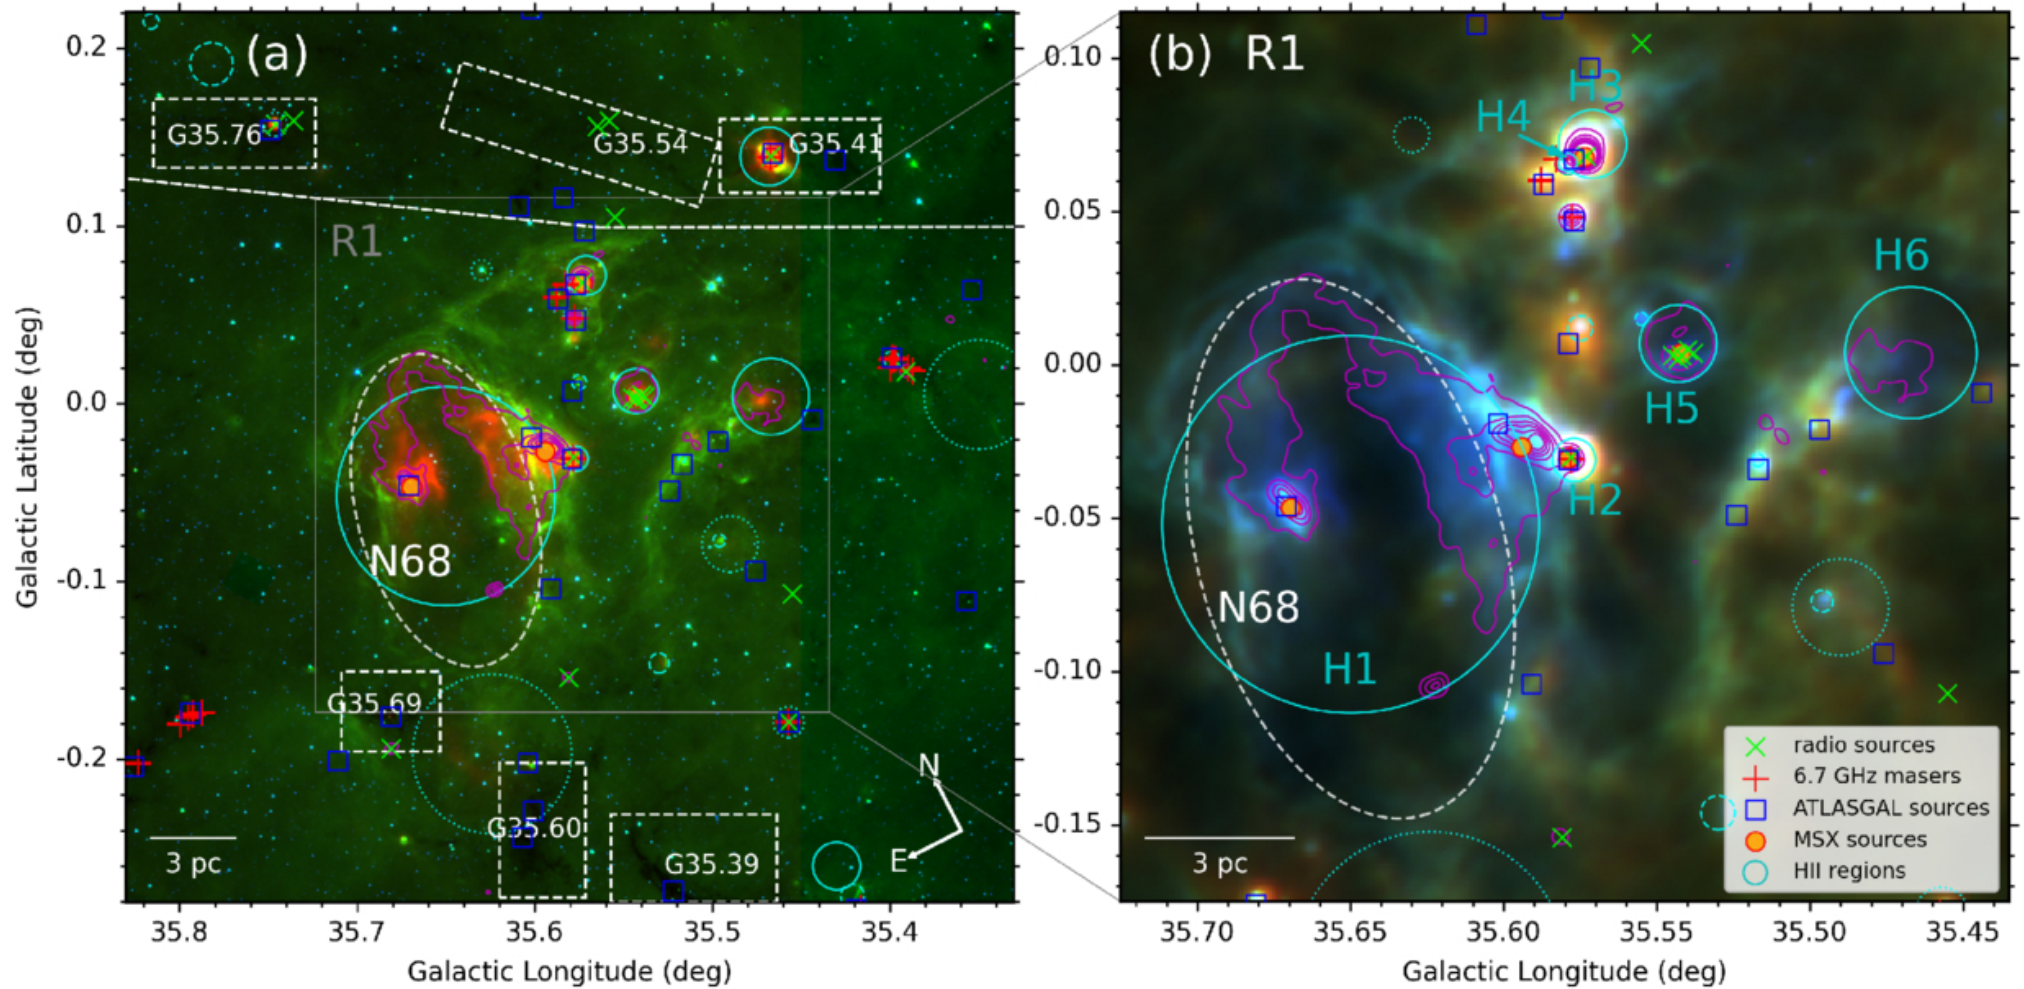 (a)
G35.76
G35.54
G35.41
R1
N68
G35.69
G35.60
G35.39
3 pc
N
E
0.2
0.1
0.0
-0.1
-0.2
35.8
35.7
35.6
35.5
35.4
Galactic Longitude (deg)
Galactic Latitude (deg)
(b) R1
H3
H4
H6
H5
H2
N68
H1
3 pc
radio sources
6.7 GHz masers
ATLASGAL sources
MSX sources
HII regions
0.10
0.05
0.00
-0.05
-0.10
-0.15
35.70
35.65
35.60
35.55
35.50
35.45
Galactic Longitude (deg)